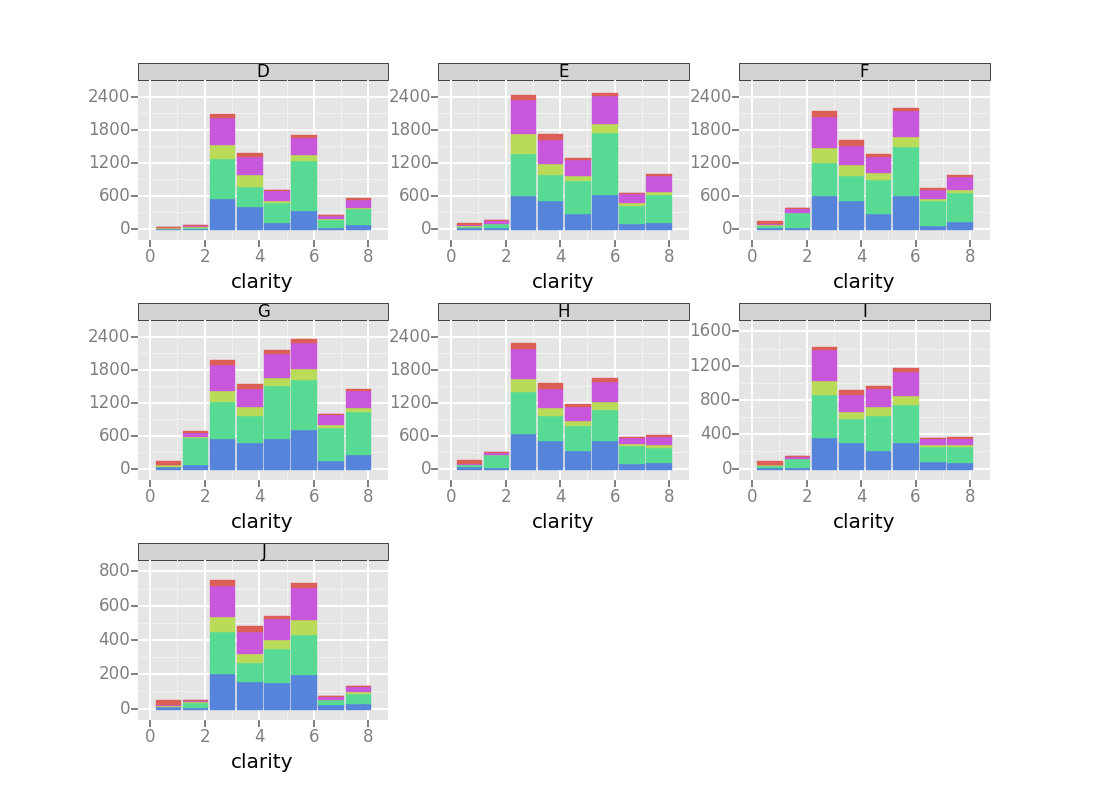 D E F
2400 2400 2400
1800 1800 1800
1200 1200 1200
600 600 600
0 0 0
0 2 4 6 8 0 2 4 6 8 0 2 4 6 8
clarity clarity clarity
G H I
2400 2400 1600
1800 1800 1200
1200 1200 800
600 600 400
0 0 0
0 2 4 6 8 0 2 4 6 8 0 2 4 6 8
clarity clarity clarity
J
800
600
400
200
0
0 2 4 6 8
clarity